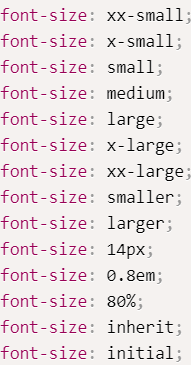 font-size: xx-small;
font-size: x-small;
font-size: small;
font-size: medium;
font-size: large;
font-size: x-large;
font-size: xx-large;
font-size: smaller;
font-size: larger;
font-size: 14px;
font-size: 0.8em;
font-size: 80%;
font-size: inherit;
font-size: initial;